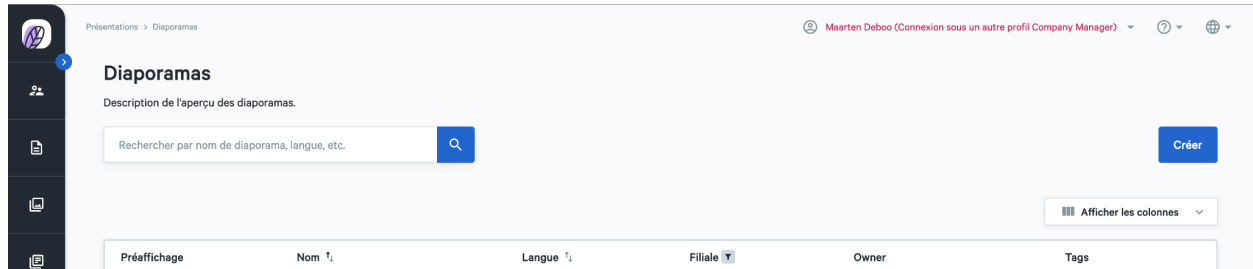 Présentations > Diaporamas
Maarten Deboo (Connexion sous un autre profil Company Manager)
Diaporamas
Description de l'aperçu des diaporamas.
Rechercher par nom de diaporama, langue, etc.
Créer
Afficher les colonnes
Préaffichage Nom Langue Filiale Owner Tags